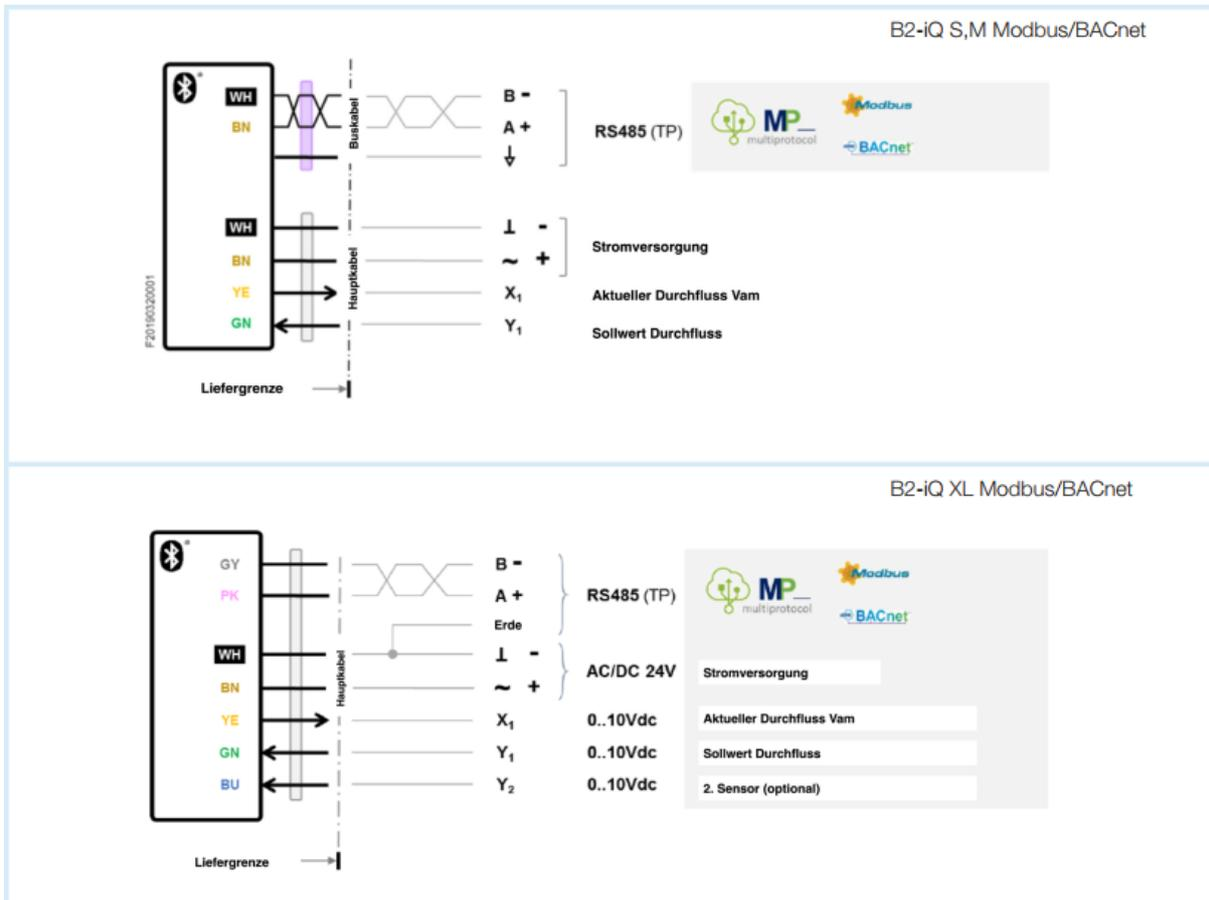 B2-iQ S,M Modbus/BACnet
WH
BN
Buskabel
B -
A +
RS485 (TP)
MP_
multiprotocol
Modbus
BACnet
WH
BN
YE
GN
Hauptkabel
⊥ -
~ +
Stromversorgung
X₁ Aktueller Durchfluss Vam
Y₁ Sollwert Durchfluss
F20190320001
Liefergrenze
B2-iQ XL Modbus/BACnet
GY
PK
WH
BN
YE
GN
BU
Hauptkabel
B -
A +
Erde
RS485 (TP)
MP_
multiprotocol
Modbus
BACnet
⊥ -
~ +
AC/DC 24V Stromversorgung
X₁ 0..10Vdc Aktueller Durchfluss Vam
Y₁ 0..10Vdc Sollwert Durchfluss
Y₂ 0..10Vdc 2. Sensor (optional)
Liefergrenze